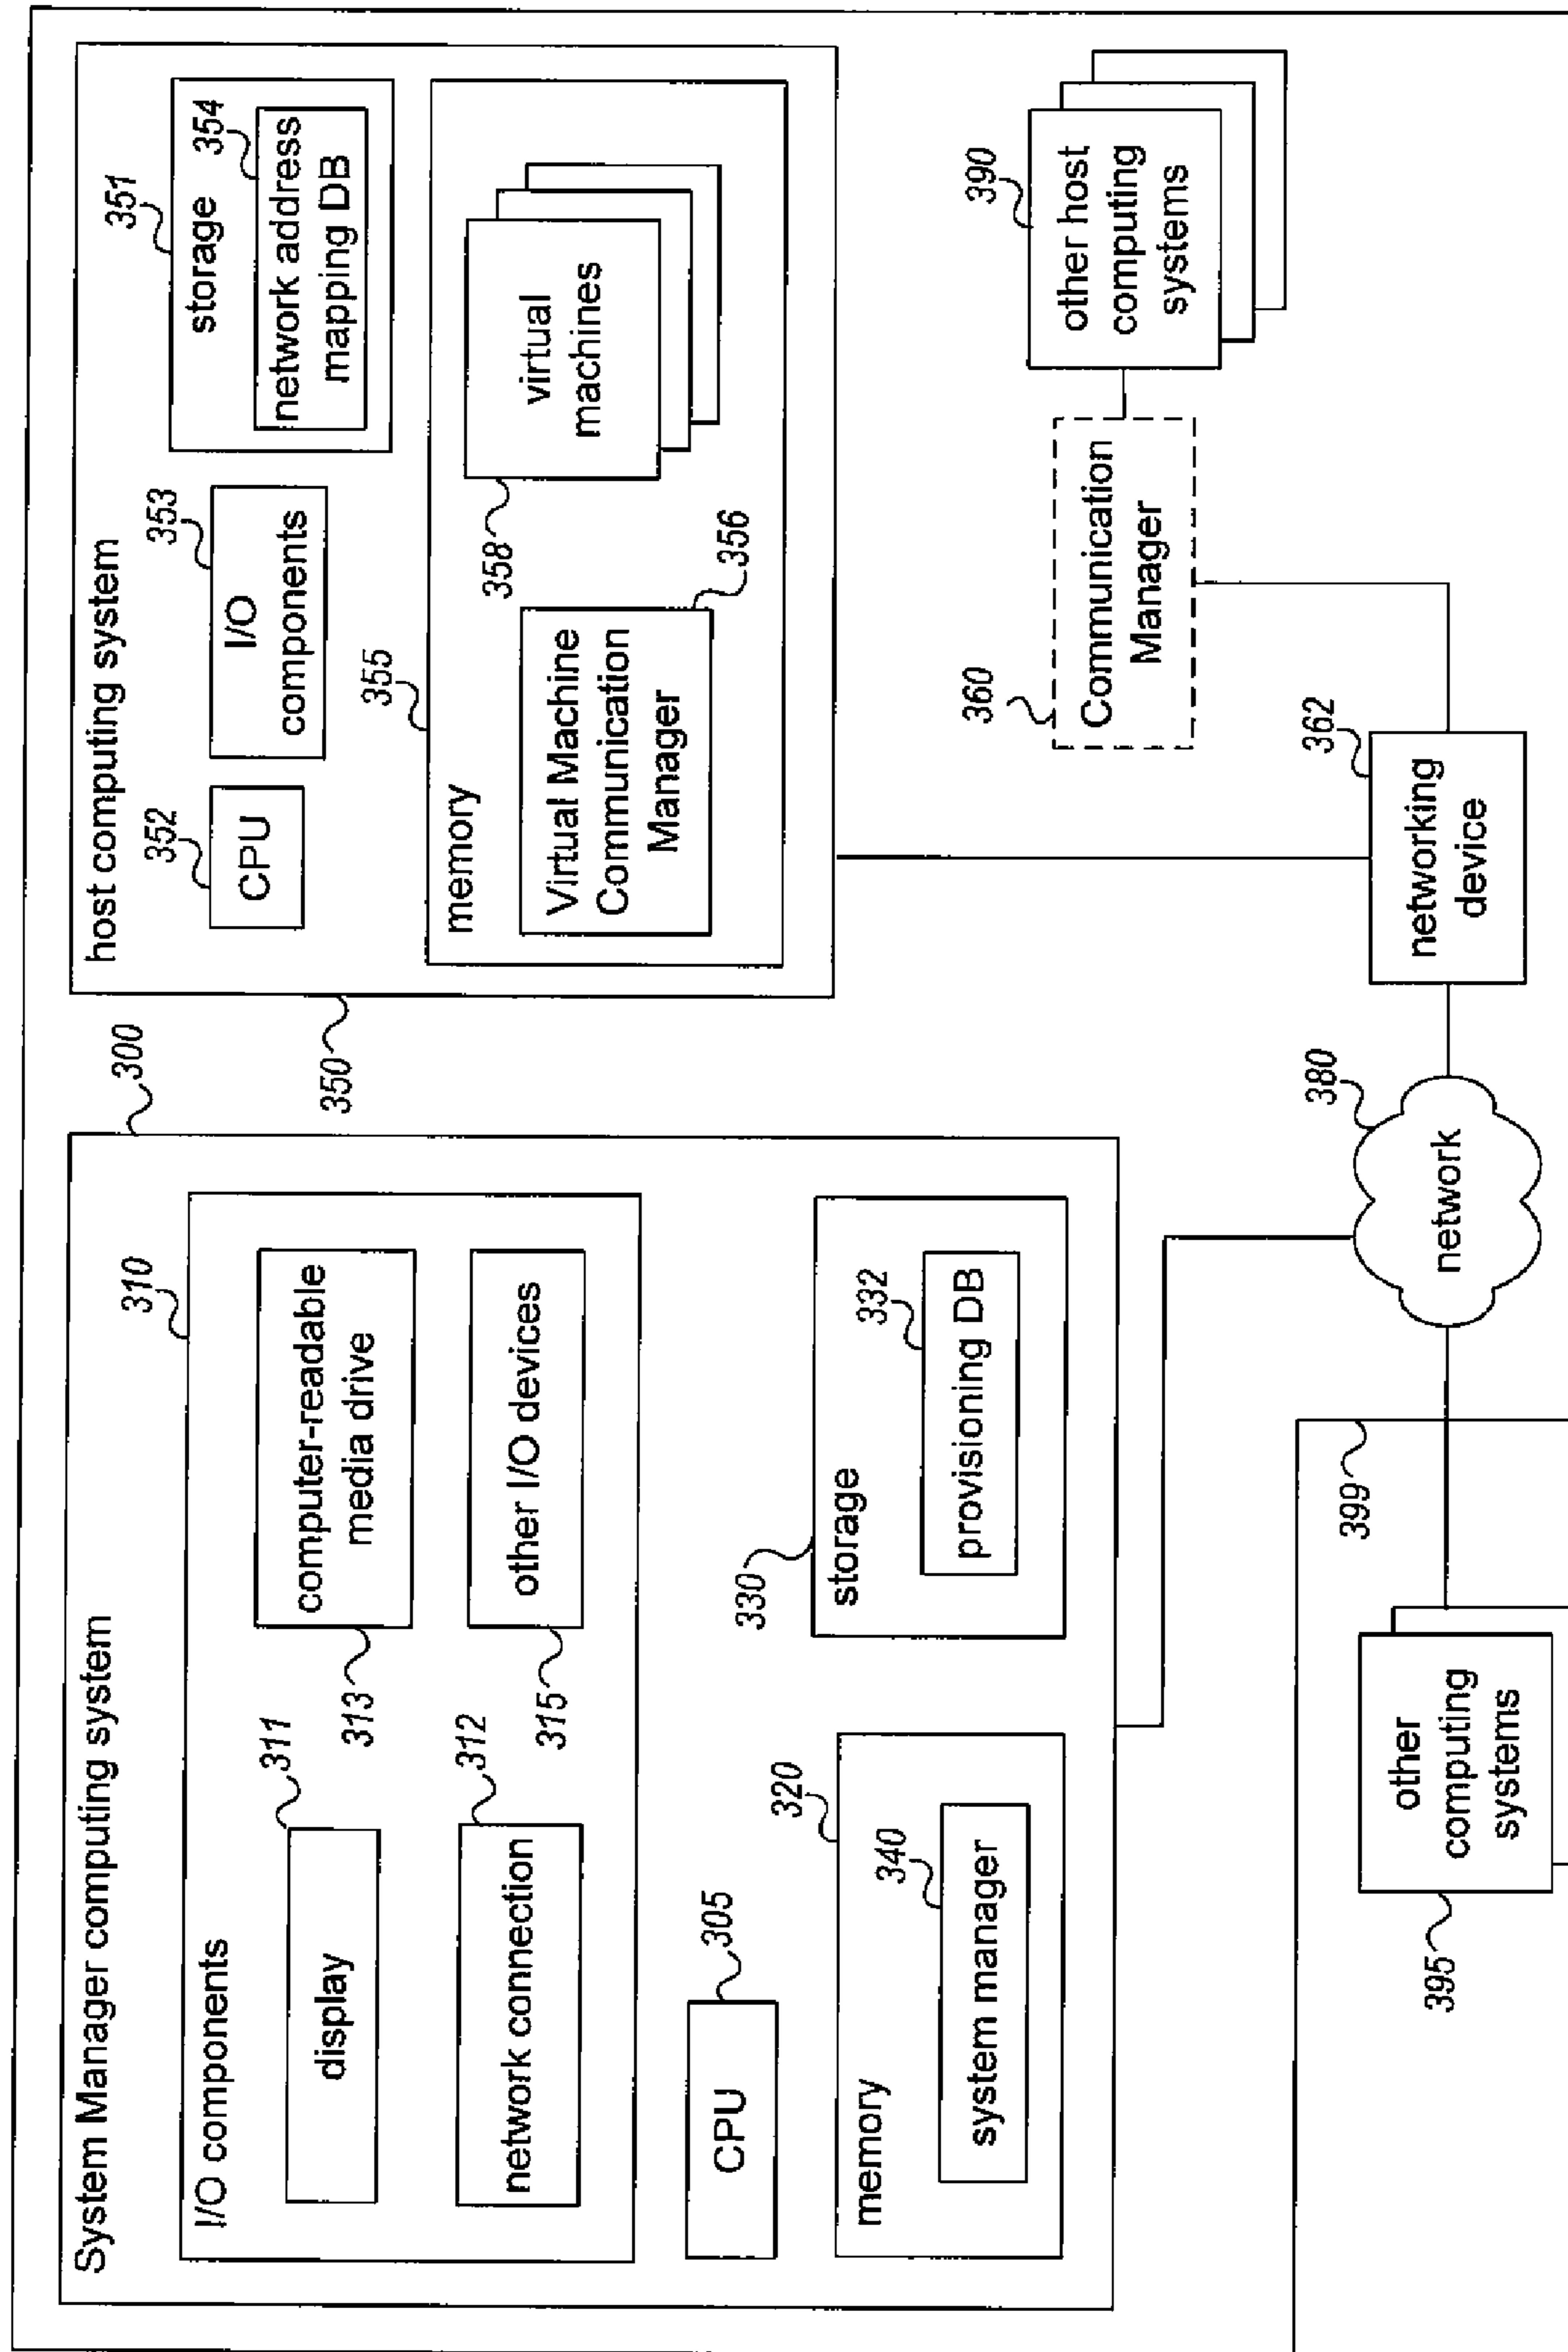 System Manager computing system
300
I/O components
310
311
display
313
computer-readable
media drive
312
network connection
315
other I/O devices
CPU
305
memory
320
340
system manager
storage
330
332
provisioning DB
host computing system
350
352
CPU
353
I/O
components
351
storage
354
network address
mapping DB
355
memory
Virtual Machine
Communication
Manager
356
358
virtual
machines
360
Communication
Manager
390
other host
computing
systems
362
networking
device
380
network
399
395
other
computing
systems